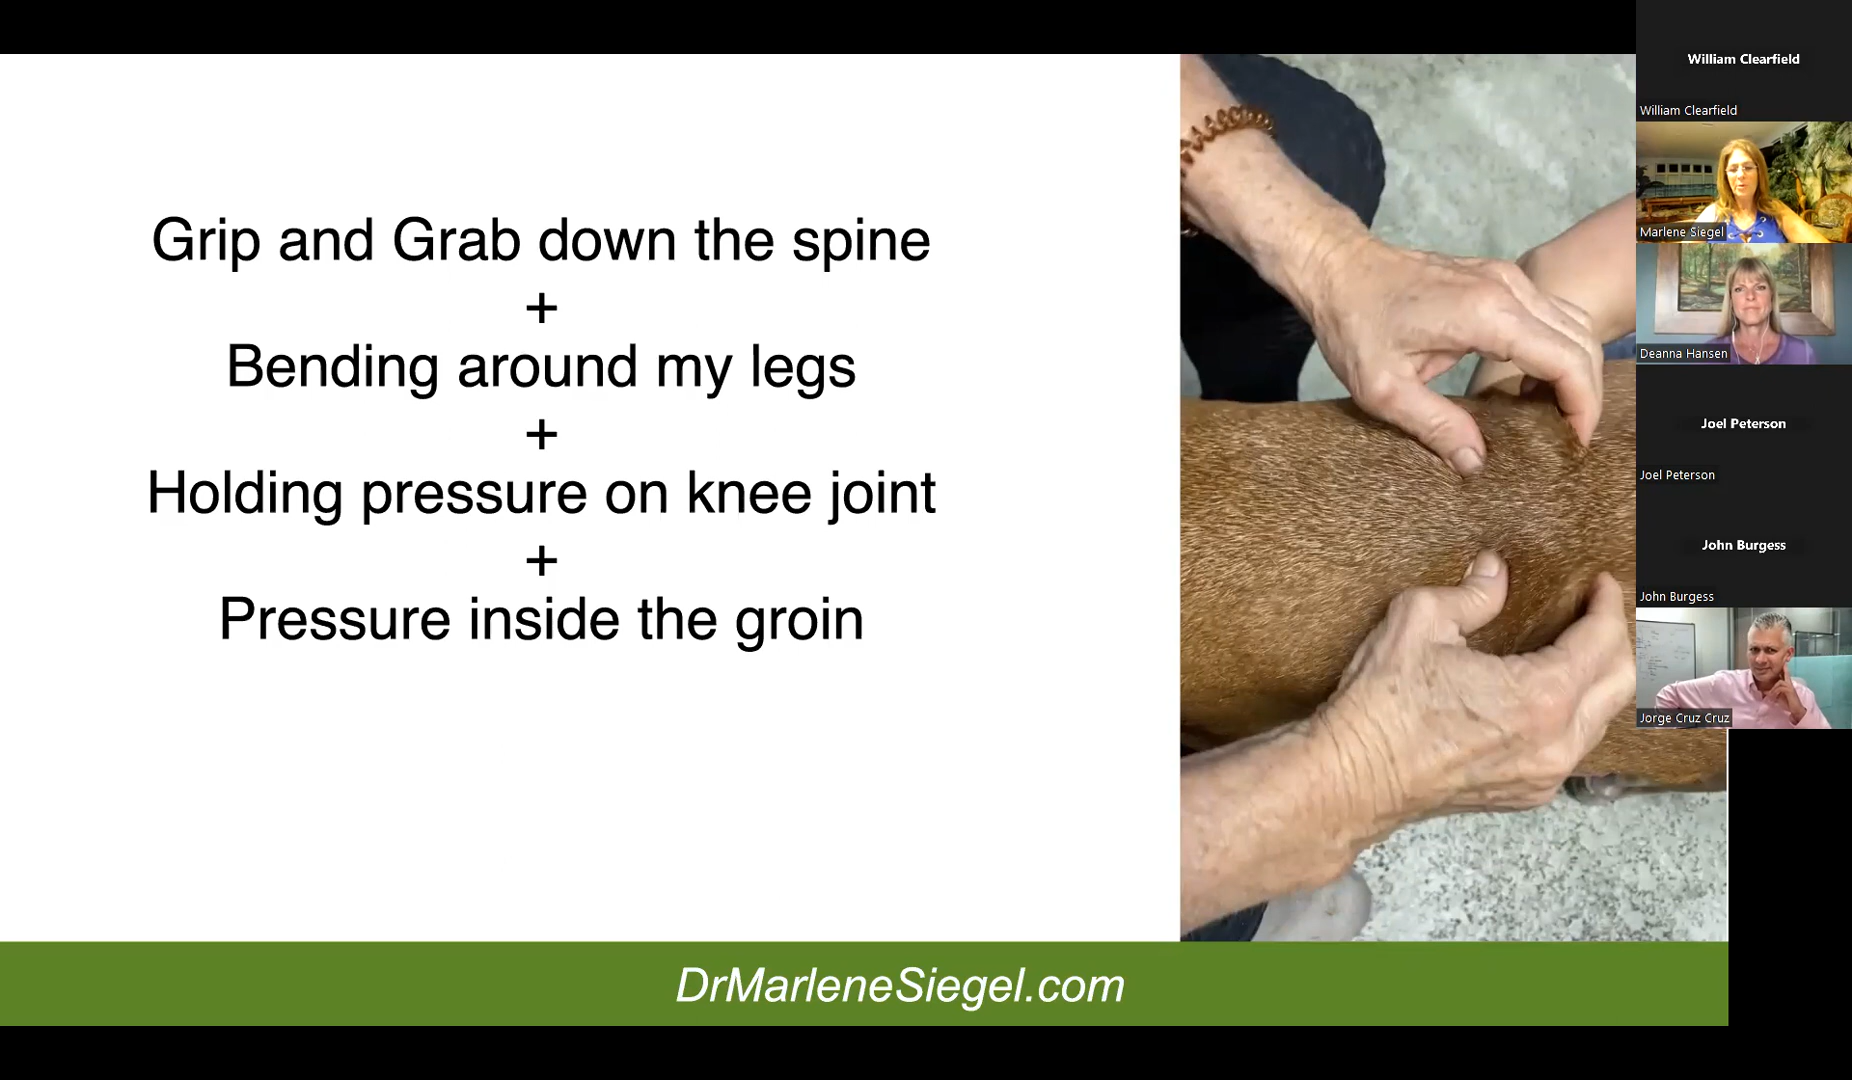 Grip and Grab down the spine
+
Bending around my legs
+
Holding pressure on knee joint
+
Pressure inside the groin
DrMarleneSiegel.com
William Clearfield
William Clearfield
Marlene Siegel
Deanna Hansen
Joel Peterson
Joel Peterson
John Burgess
John Burgess
Jorge Cruz Cruz